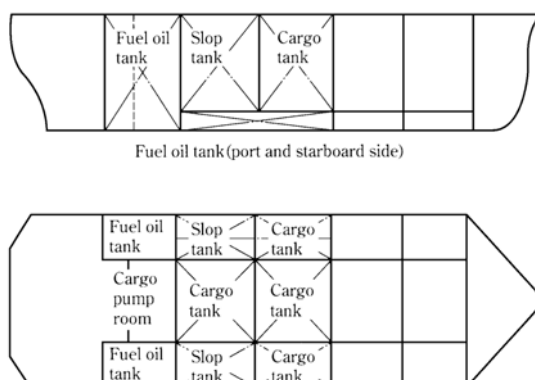 Fuel oil
tank
Slop
tank
Cargo
tank
Fuel oil tank (port and starboard side)
Fuel oil
tank
Slop
tank
Cargo
tank
Cargo
pump
room
Cargo
tank
Cargo
tank
Fuel oil
tank
Slop
tank
Cargo
tank